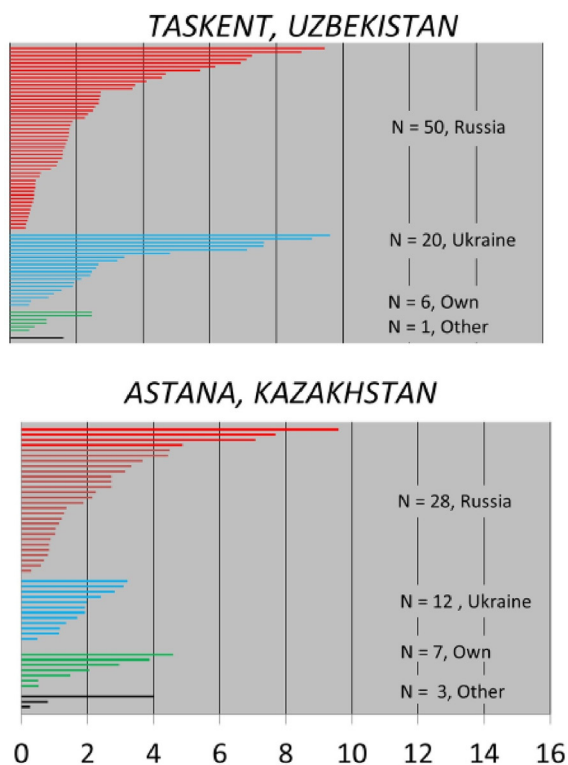 TASKENT, UZBEKISTAN
N = 50, Russia
N = 20, Ukraine
N = 6, Own
N = 1, Other
ASTANA, KAZAKHSTAN
N = 28, Russia
N = 12 , Ukraine
N = 7, Own
N = 3, Other
0 2 4 6 8 10 12 14 16